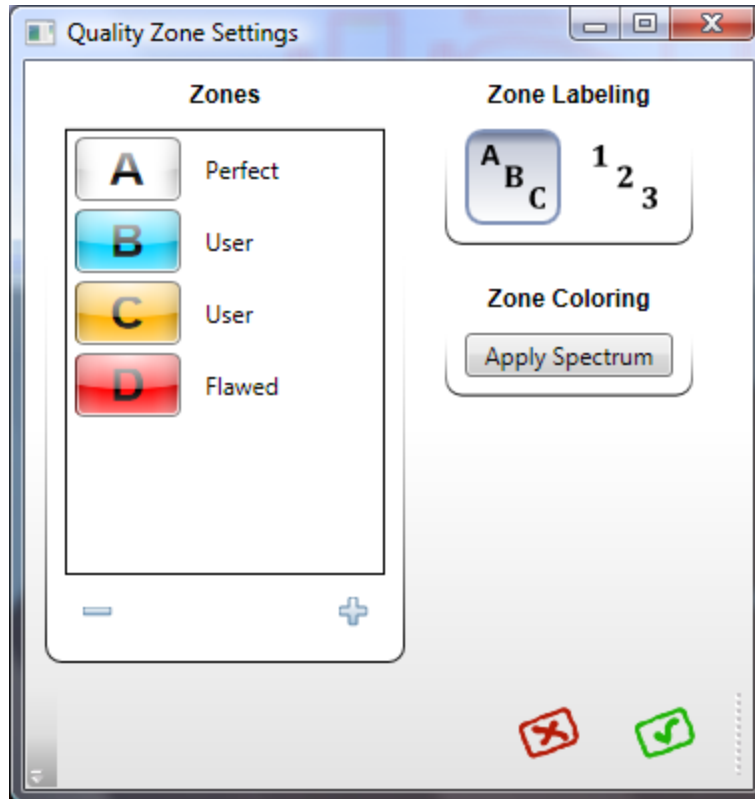 Quality Zone Settings
Zones
A Perfect
B User
C User
D Flawed
Zone Labeling
A B C 1 2 3
Zone Coloring
Apply Spectrum